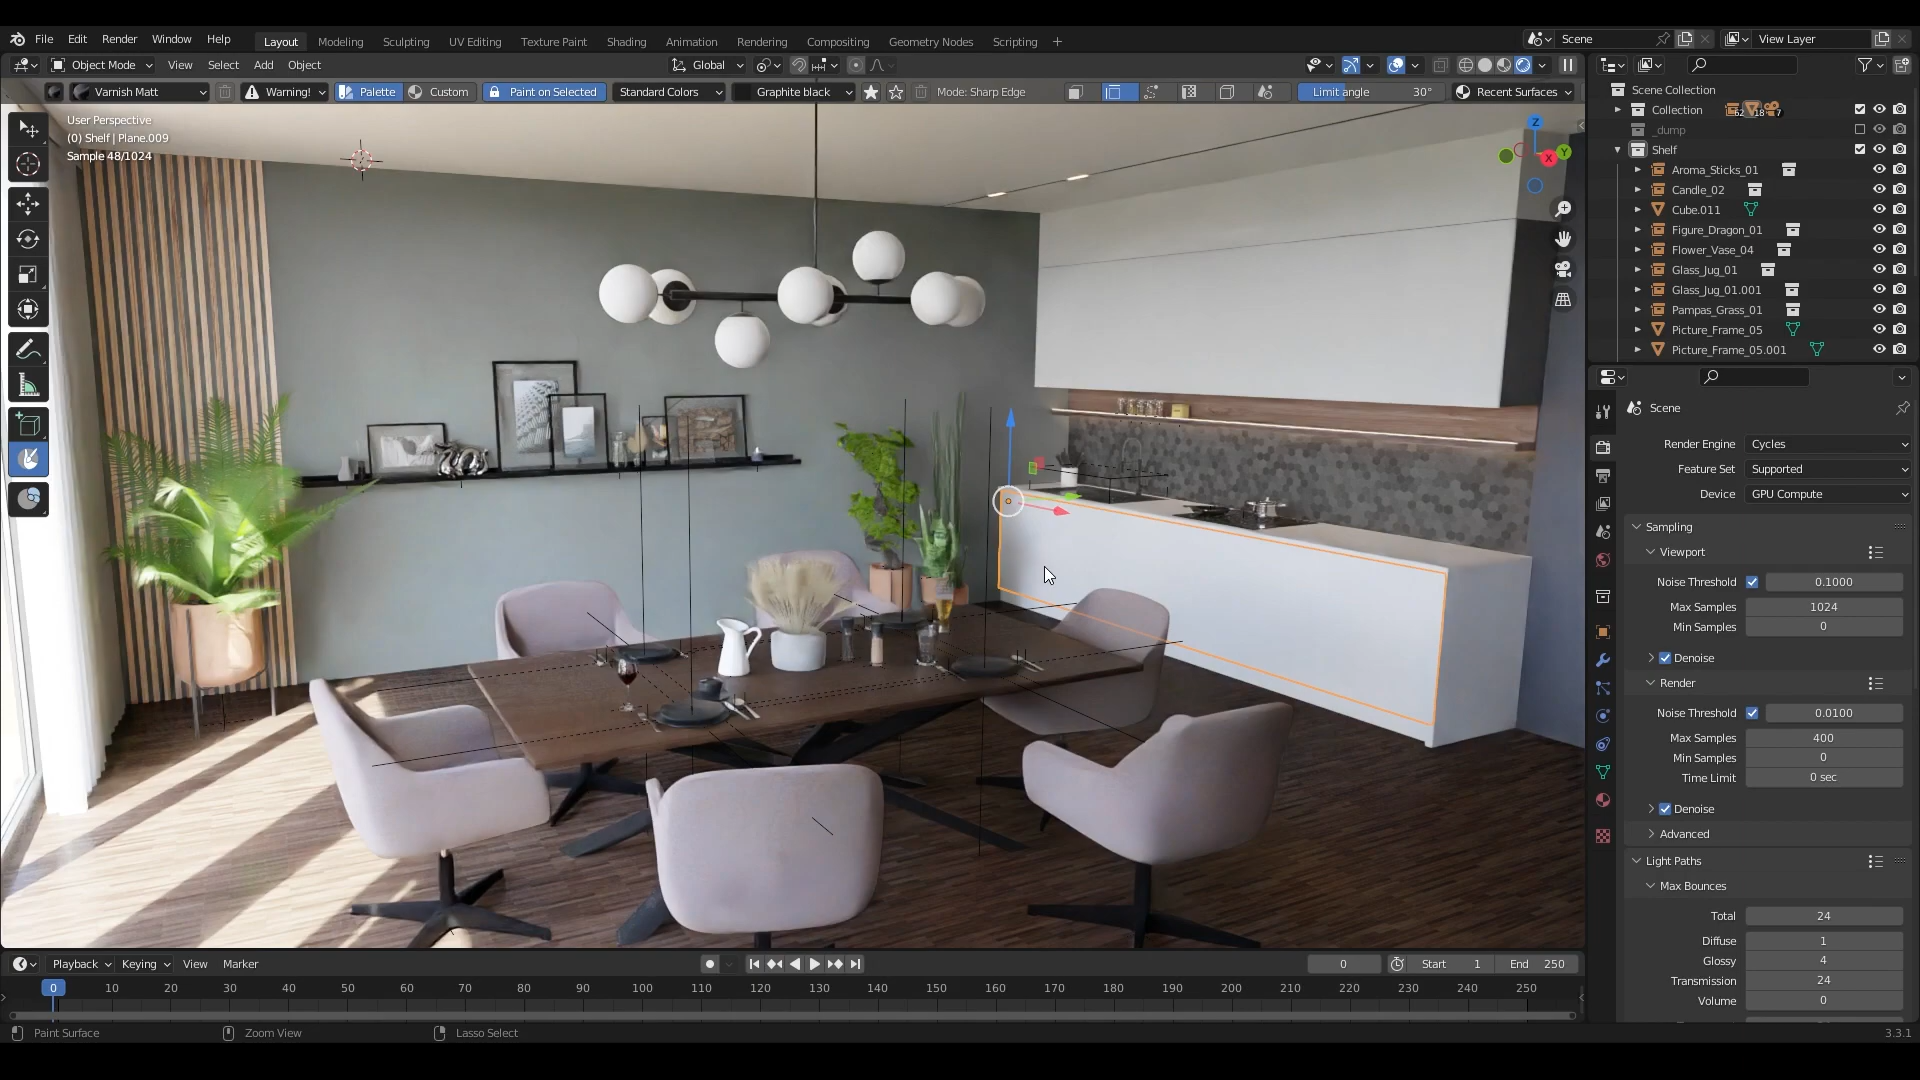 File Edit Render Window Help Layout Modeling Sculpting UV Editing Texture Paint Shading Animation Rendering Compositing Geometry Nodes Scripting + Scene View Layer
Object Mode View Select Add Object Global
Varnish Matt Warning! Palette Custom Paint on Selected Standard Colors Graphite black Mode: Sharp Edge Limit angle 30° Recent Surfaces
User Perspective
(0) Shelf | Plane.009
Sample 48/1024
Z
Y
X
Scene Collection
Collection 62 18 7
_dump
Shelf
Aroma_Sticks_01
Candle_02
Cube.011
Figure_Dragon_01
Flower_Vase_04
Glass_Jug_01
Glass_Jug_01.001
Pampas_Grass_01
Picture_Frame_05
Picture_Frame_05.001
Scene
Render Engine Cycles
Feature Set Supported
Device GPU Compute
Sampling
Viewport
Noise Threshold 0.1000
Max Samples 1024
Min Samples 0
Denoise
Render
Noise Threshold 0.0100
Max Samples 400
Min Samples 0
Time Limit 0 sec
Denoise
Advanced
Light Paths
Max Bounces
Total 24
Diffuse 1
Glossy 4
Transmission 24
Volume 0
Playback Keying View Marker 0 Start 1 End 250
0 10 20 30 40 50 60 70 80 90 100 110 120 130 140 150 160 170 180 190 200 210 220 230 240 250
Paint Surface Zoom View Lasso Select 3.3.1